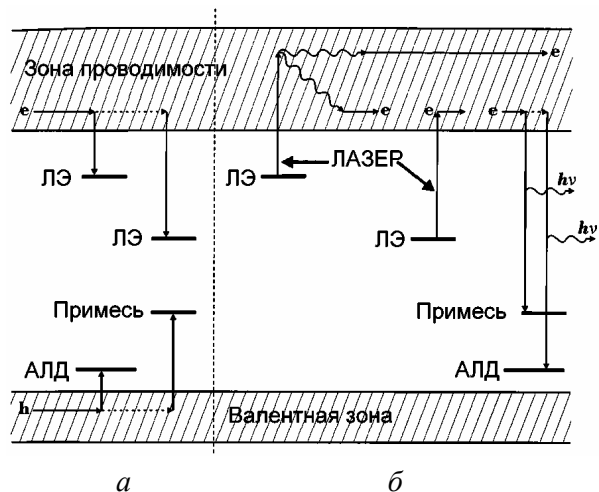 Зона проводимости
e
e
e
e
e
ЛЭ
ЛЭ
ЛАЗЕР
hν
ЛЭ
ЛЭ
hν
Примесь
Примесь
АЛД
АЛД
h
Валентная зона
а
б